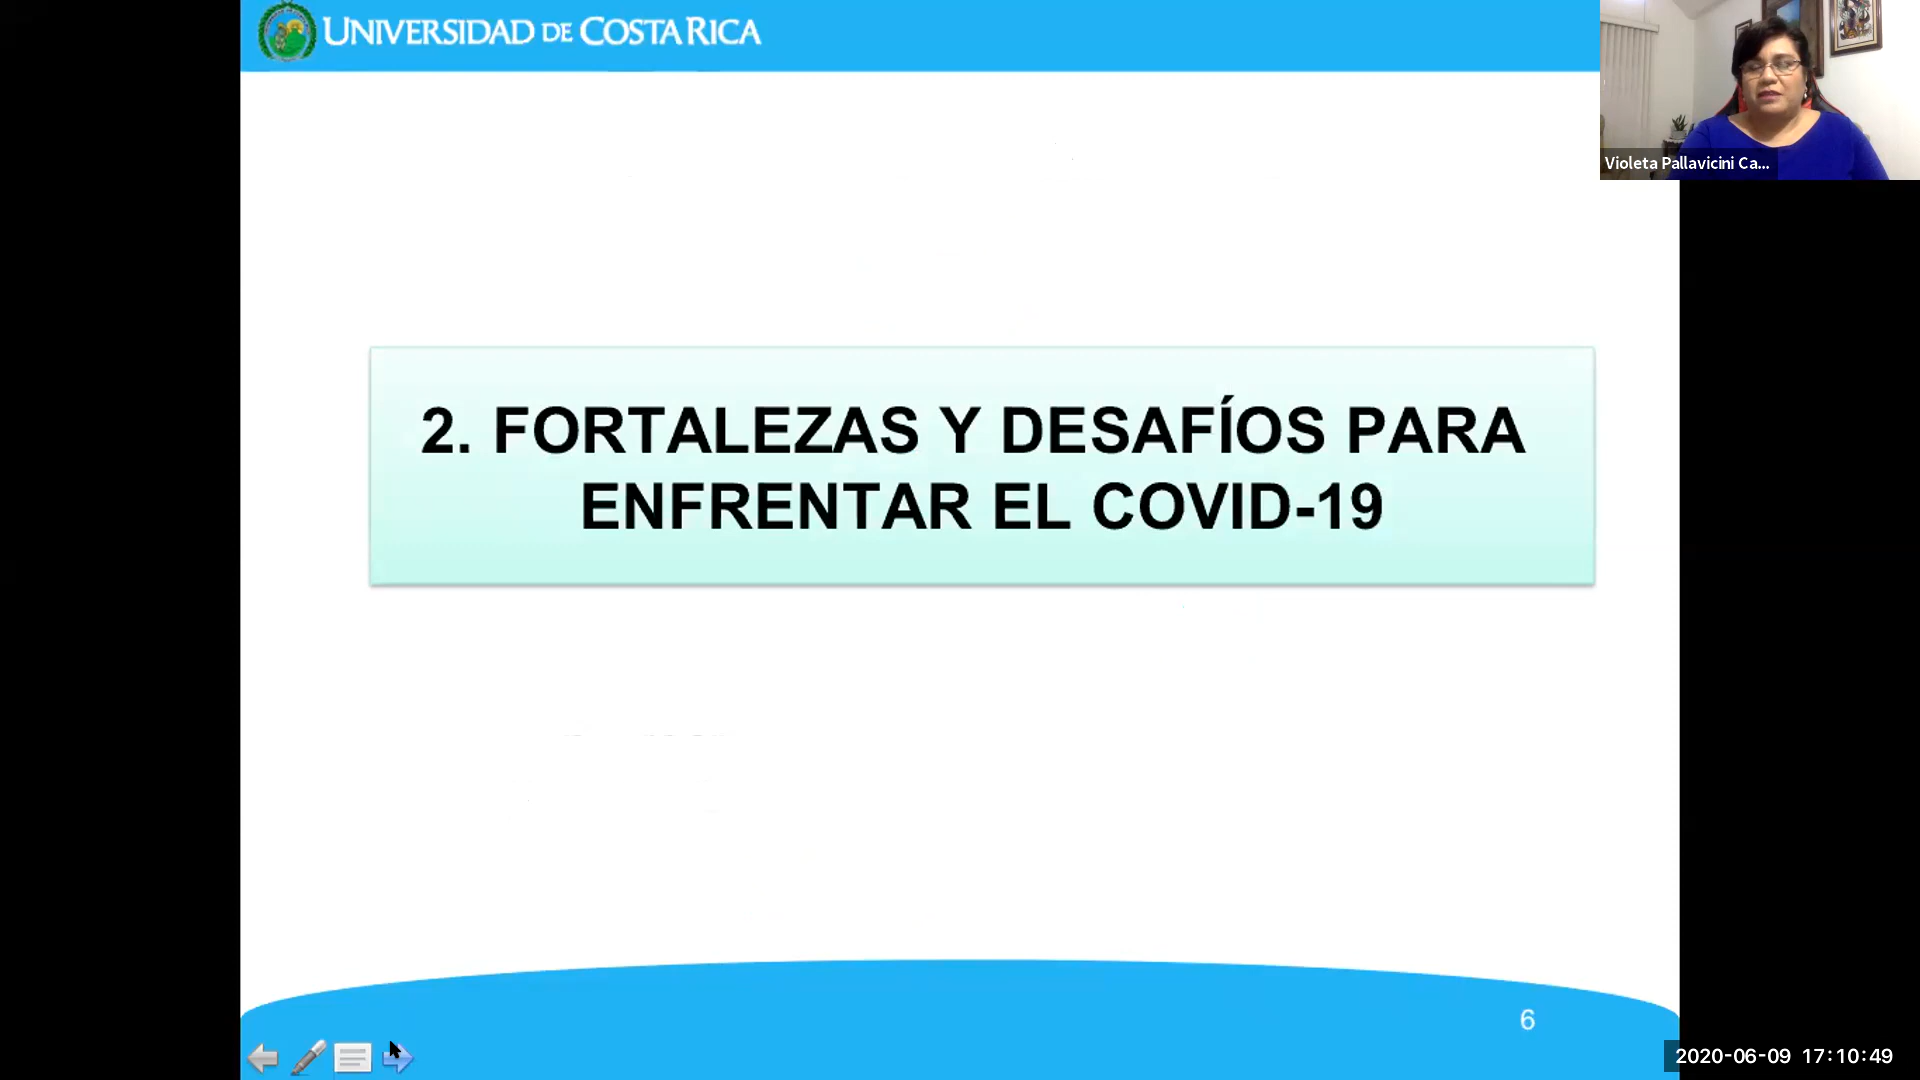 UNIVERSIDAD DE COSTA RICA
Violeta Pallavicini Ca...
2. FORTALEZAS Y DESAFÍOS PARA
ENFRENTAR EL COVID-19
6
2020-06-09 17:10:49